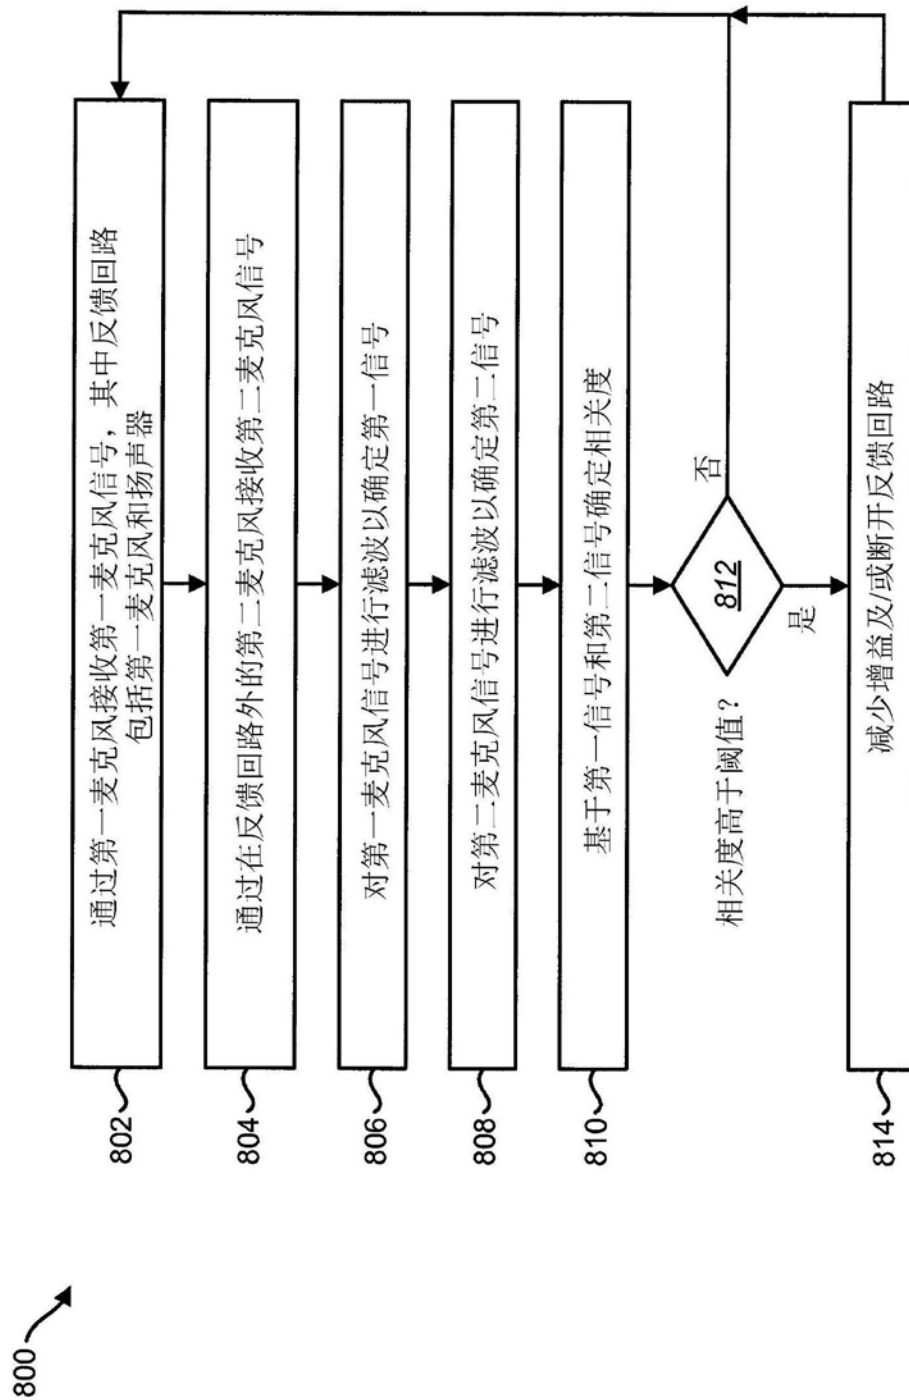 800
802
通过第一麦克风接收第一麦克风信号，其中反馈回路
包括第一麦克风和扬声器
804
通过在反馈回路外的第二麦克风接收第二麦克风信号
806
对第一麦克风信号进行滤波以确定第一信号
808
对第二麦克风信号进行滤波以确定第二信号
810
基于第一信号和第二信号确定相关度
相关度高于阈值？
812
否
是
814
减少增益及/或断开反馈回路